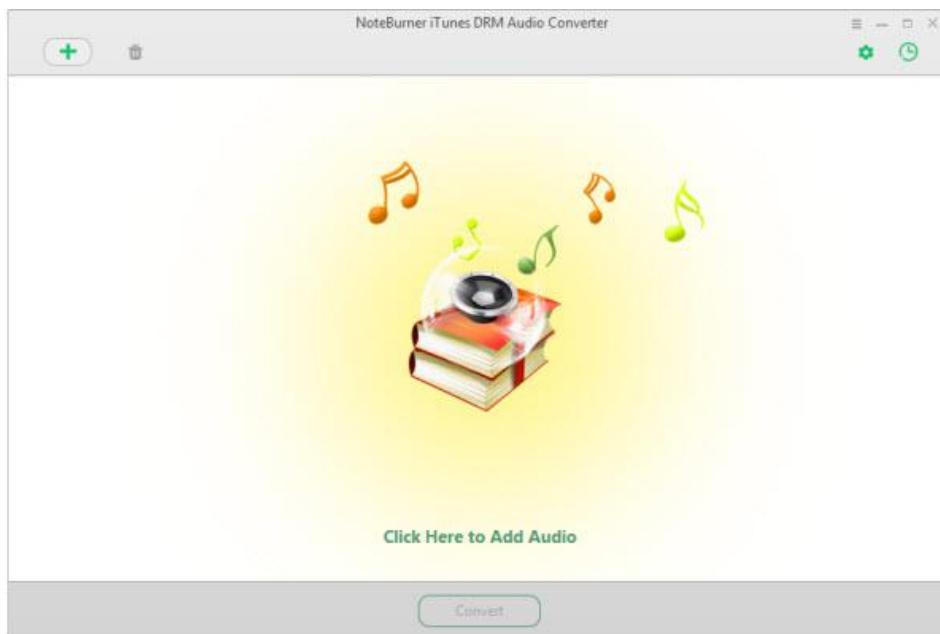 NoteBurner iTunes DRM Audio Converter
Click Here to Add Audio
Convert